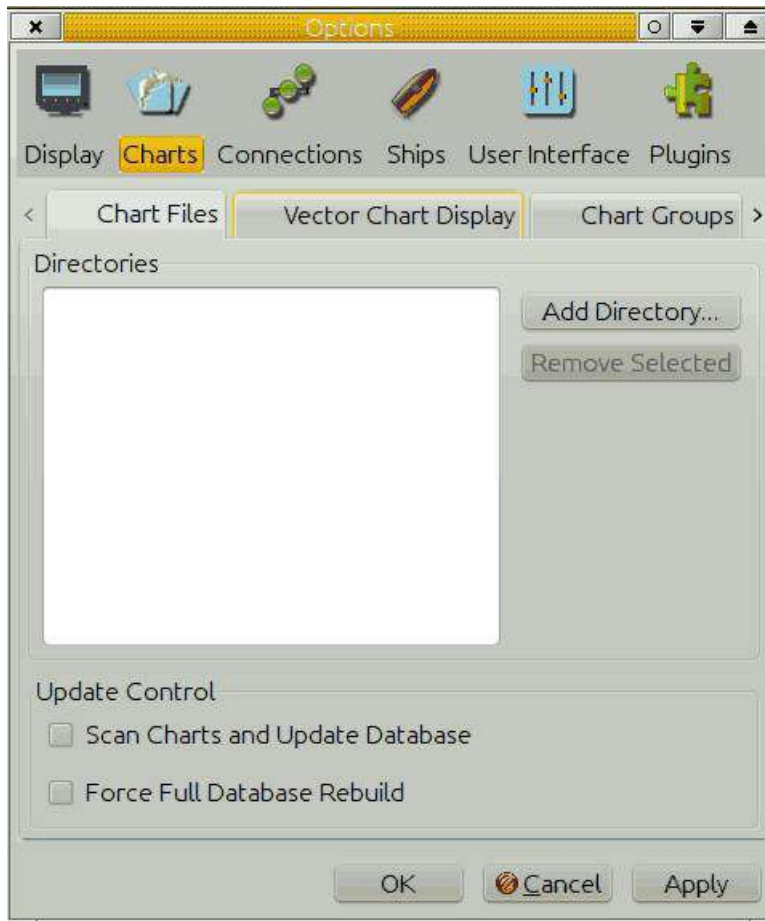 Options
Display Charts Connections Ships User Interface Plugins
Chart Files Vector Chart Display Chart Groups
Directories
Add Directory...
Remove Selected
Update Control
Scan Charts and Update Database
Force Full Database Rebuild
OK Cancel Apply